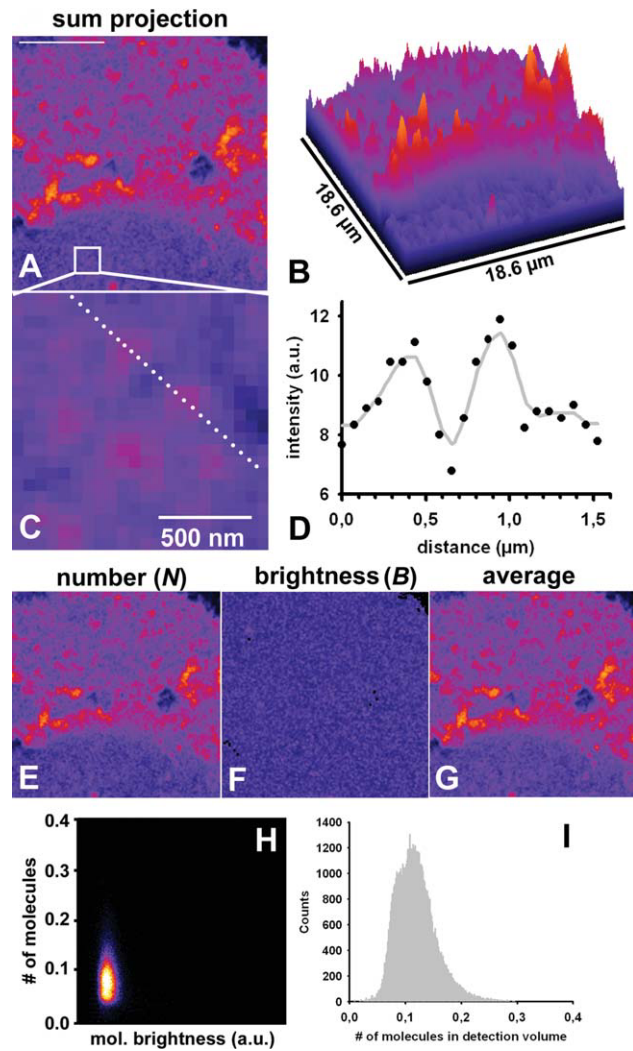 sum projection
A
18.6 µm
18.6 µm
B
C
500 nm
12
10
8
6
intensity (a.u.)
0,0 0,5 1,0 1,5
distance (µm)
D
number (N) brightness (B) average
E F G
0.4
0.3
0.2
0.1
0.0
# of molecules
mol. brightness (a.u.)
H
1400
1200
1000
800
600
400
200
0
Counts
0,0 0,1 0,2 0,3 0,4
# of molecules in detection volume
I